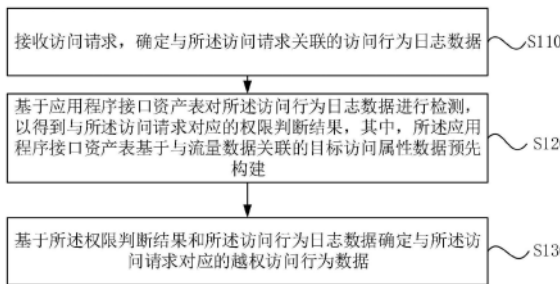 接收访问请求，确定与所述访问请求关联的访问行为日志数据
S110
基于应用程序接口资产表对所述访问行为日志数据进行检测，
以得到与所述访问请求对应的权限判断结果，其中，所述应用
程序接口资产表基于与流量数据关联的目标访问属性数据预先
构建
S12
基于所述权限判断结果和所述访问行为日志数据确定与所述访
问请求对应的越权访问行为数据
S13